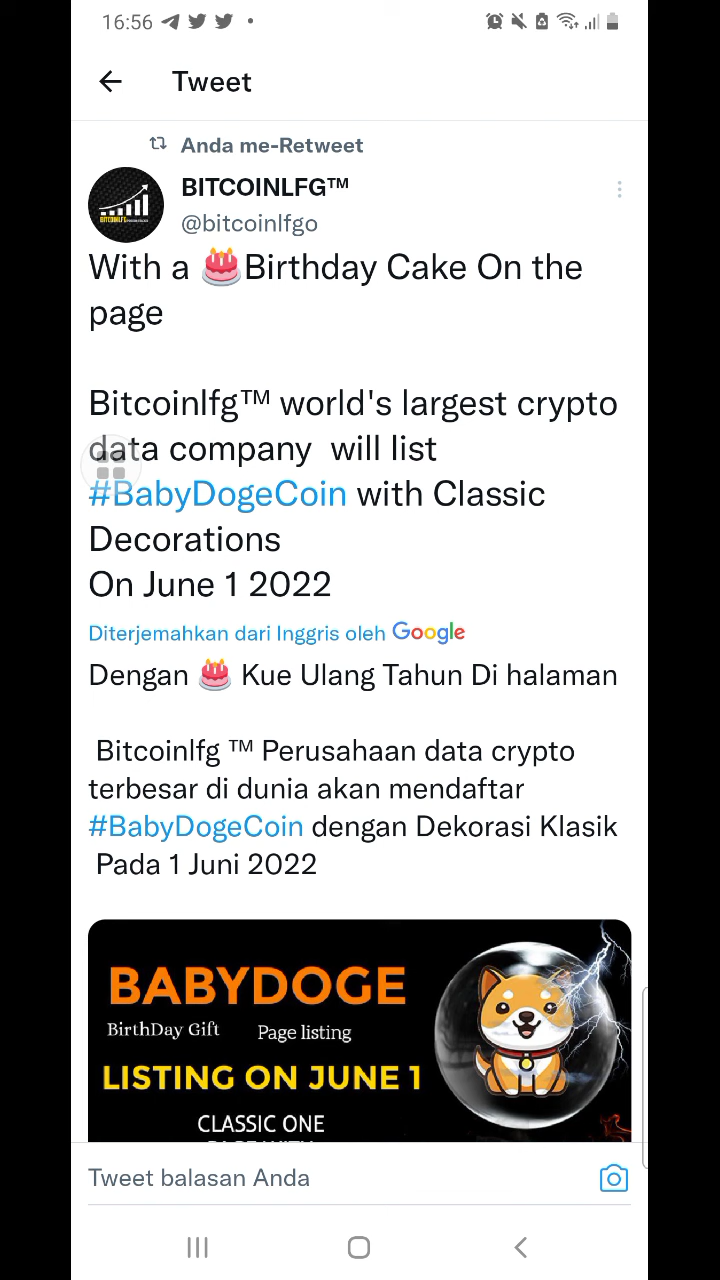 16:56
Tweet
Anda me-Retweet
BITCOINLFG™
@bitcoinlfgo
With a 🎂Birthday Cake On the
page
Bitcoinlfg™ world's largest crypto
data company will list
#BabyDogeCoin with Classic
Decorations
On June 1 2022
Diterjemahkan dari Inggris oleh Google
Dengan 🎂 Kue Ulang Tahun Di halaman
Bitcoinlfg ™ Perusahaan data crypto
terbesar di dunia akan mendaftar
#BabyDogeCoin dengan Dekorasi Klasik
Pada 1 Juni 2022
BABYDOGE
BirthDay Gift Page listing
LISTING ON JUNE 1
CLASSIC ONE
Tweet balasan Anda